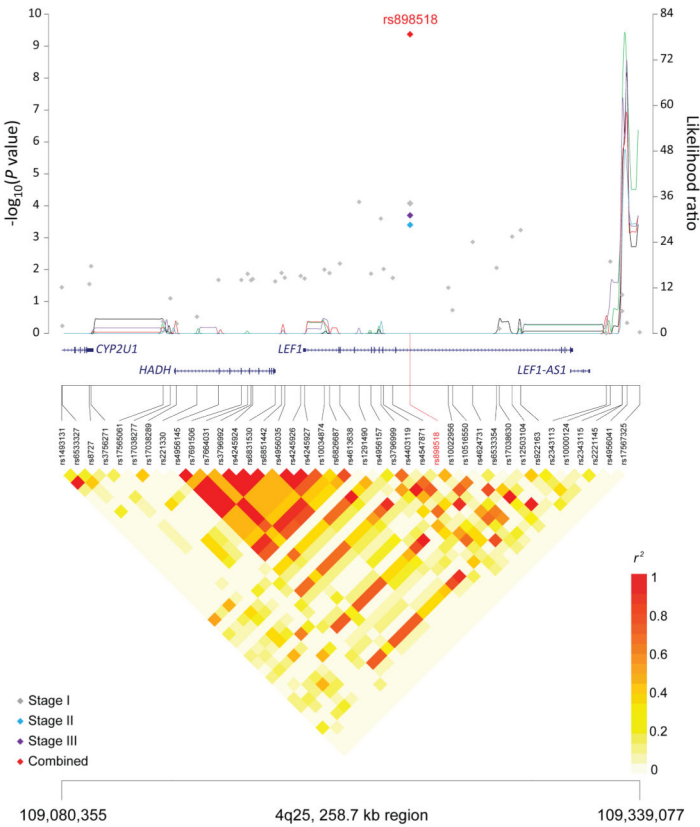 rs898518
10
9
8
7
6
5
4
3
2
1
0
-log10(P value)
84
72
60
48
36
24
12
0
Likelihood ratio
CYP2U1
LEF1
HADH
LEF1-AS1
rs1493131
rs6533327
rs8727
rs3756271
rs17565061
rs17038277
rs17038289
rs221330
rs4956145
rs7691506
rs7664031
rs3796992
rs4245924
rs6831530
rs6851442
rs4956035
rs4245926
rs4245927
rs10034874
rs6826687
rs4613638
rs1291490
rs4956157
rs3796999
rs4403119
rs4547871
rs898518
rs10022956
rs10516550
rs4624731
rs6533354
rs17038630
rs12503104
rs922163
rs2343113
rs10000124
rs2343115
rs2221145
rs4956041
rs17567325
r2
1
0.8
0.6
0.4
0.2
0
Stage I
Stage II
Stage III
Combined
109,080,355
4q25, 258.7 kb region
109,339,077